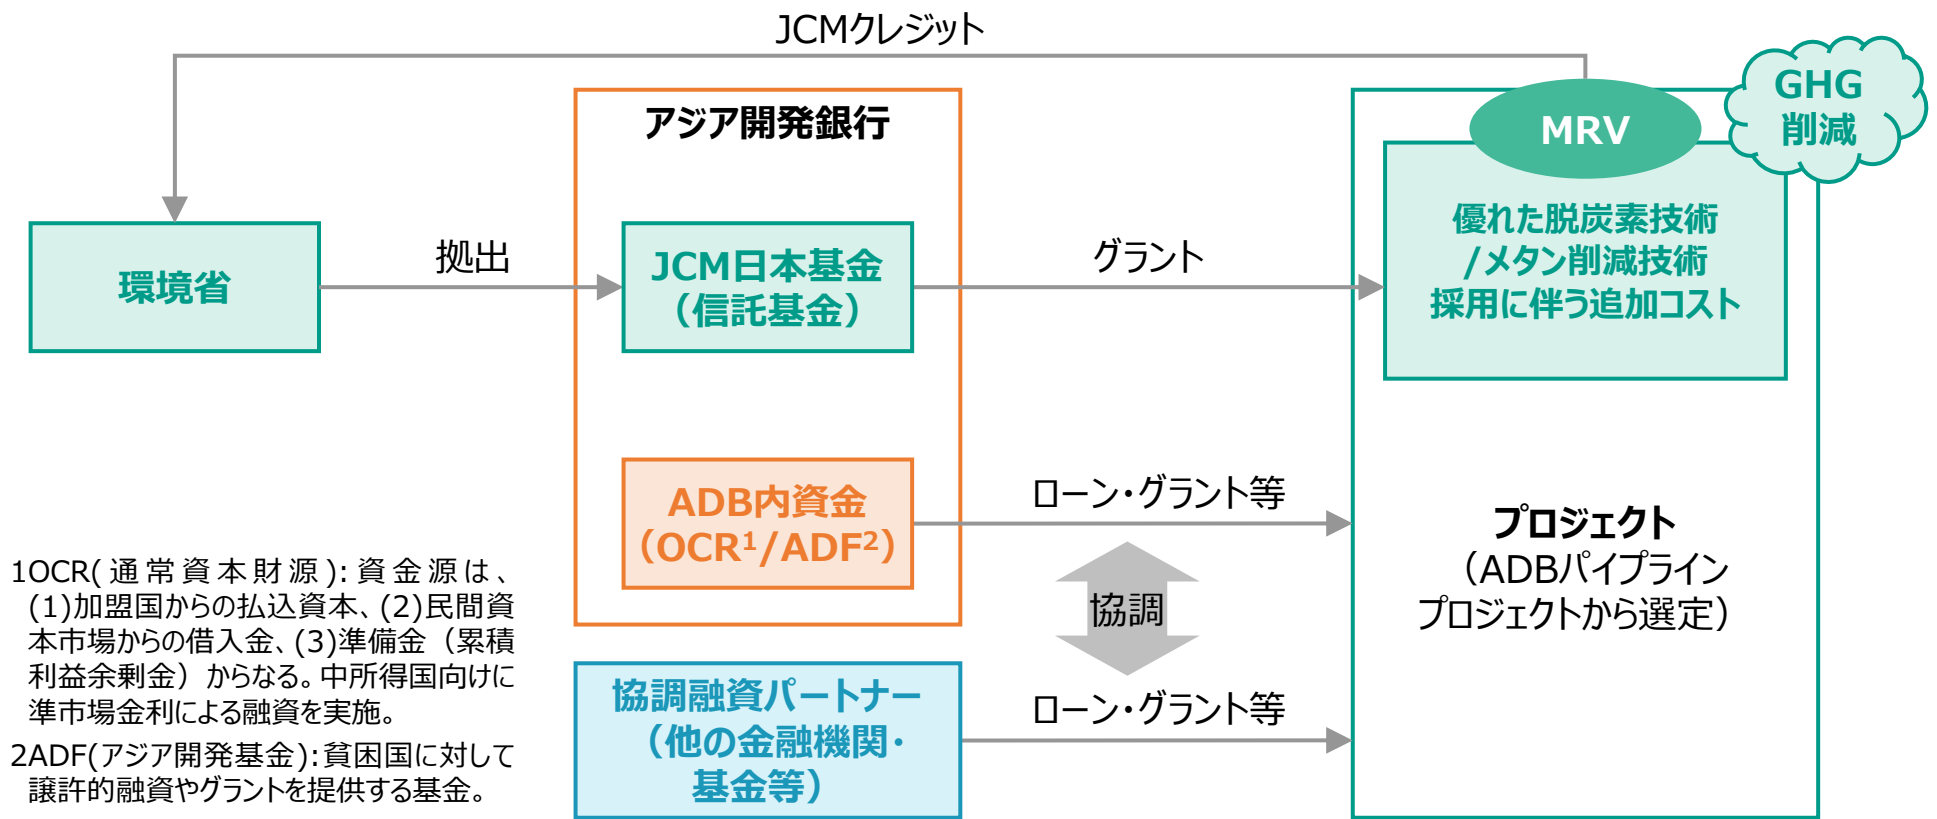 JCMクレジット
アジア開発銀行
MRV
GHG
削減
環境省
拠出
JCM日本基金
（信託基金）
グラント
優れた脱炭素技術
/メタン削減技術
採用に伴う追加コスト
ADB内資金
（OCR¹/ADF²）
ローン・グラント等
協調
プロジェクト
（ADBパイプライン
プロジェクトから選定）
協調融資パートナー
（他の金融機関・
基金等）
ローン・グラント等
1OCR(通常資本財源):資金源は、
(1)加盟国からの払込資本、(2)民間資
本市場からの借入金、(3)準備金（累積
利益余剰金）からなる。中所得国向けに
準市場金利による融資を実施。
2ADF(アジア開発基金):貧困国に対して
譲許的融資やグラントを提供する基金。